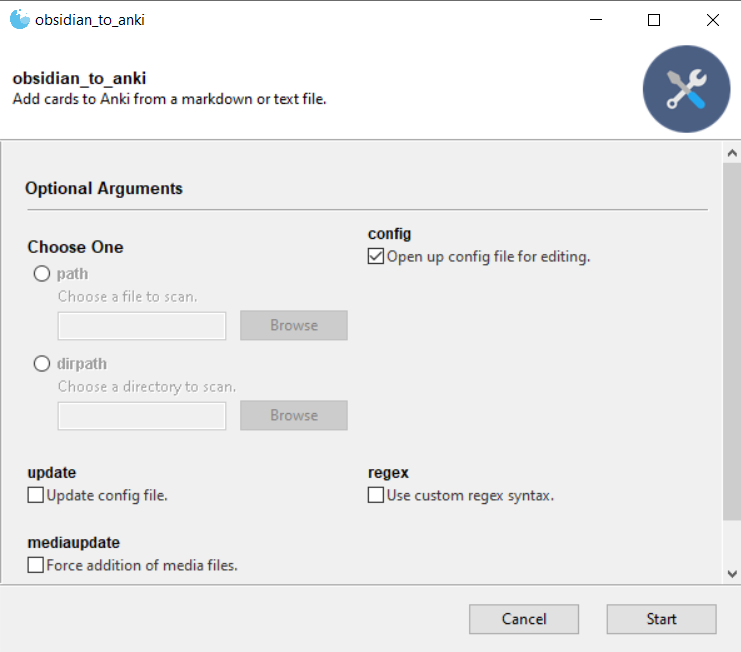 obsidian_to_anki
obsidian_to_anki
Add cards to Anki from a markdown or text file.
Optional Arguments
Choose One
path
Choose a file to scan.
Browse
dirpath
Choose a directory to scan.
Browse
config
Open up config file for editing.
update
Update config file.
regex
Use custom regex syntax.
mediaupdate
Force addition of media files.
Cancel
Start